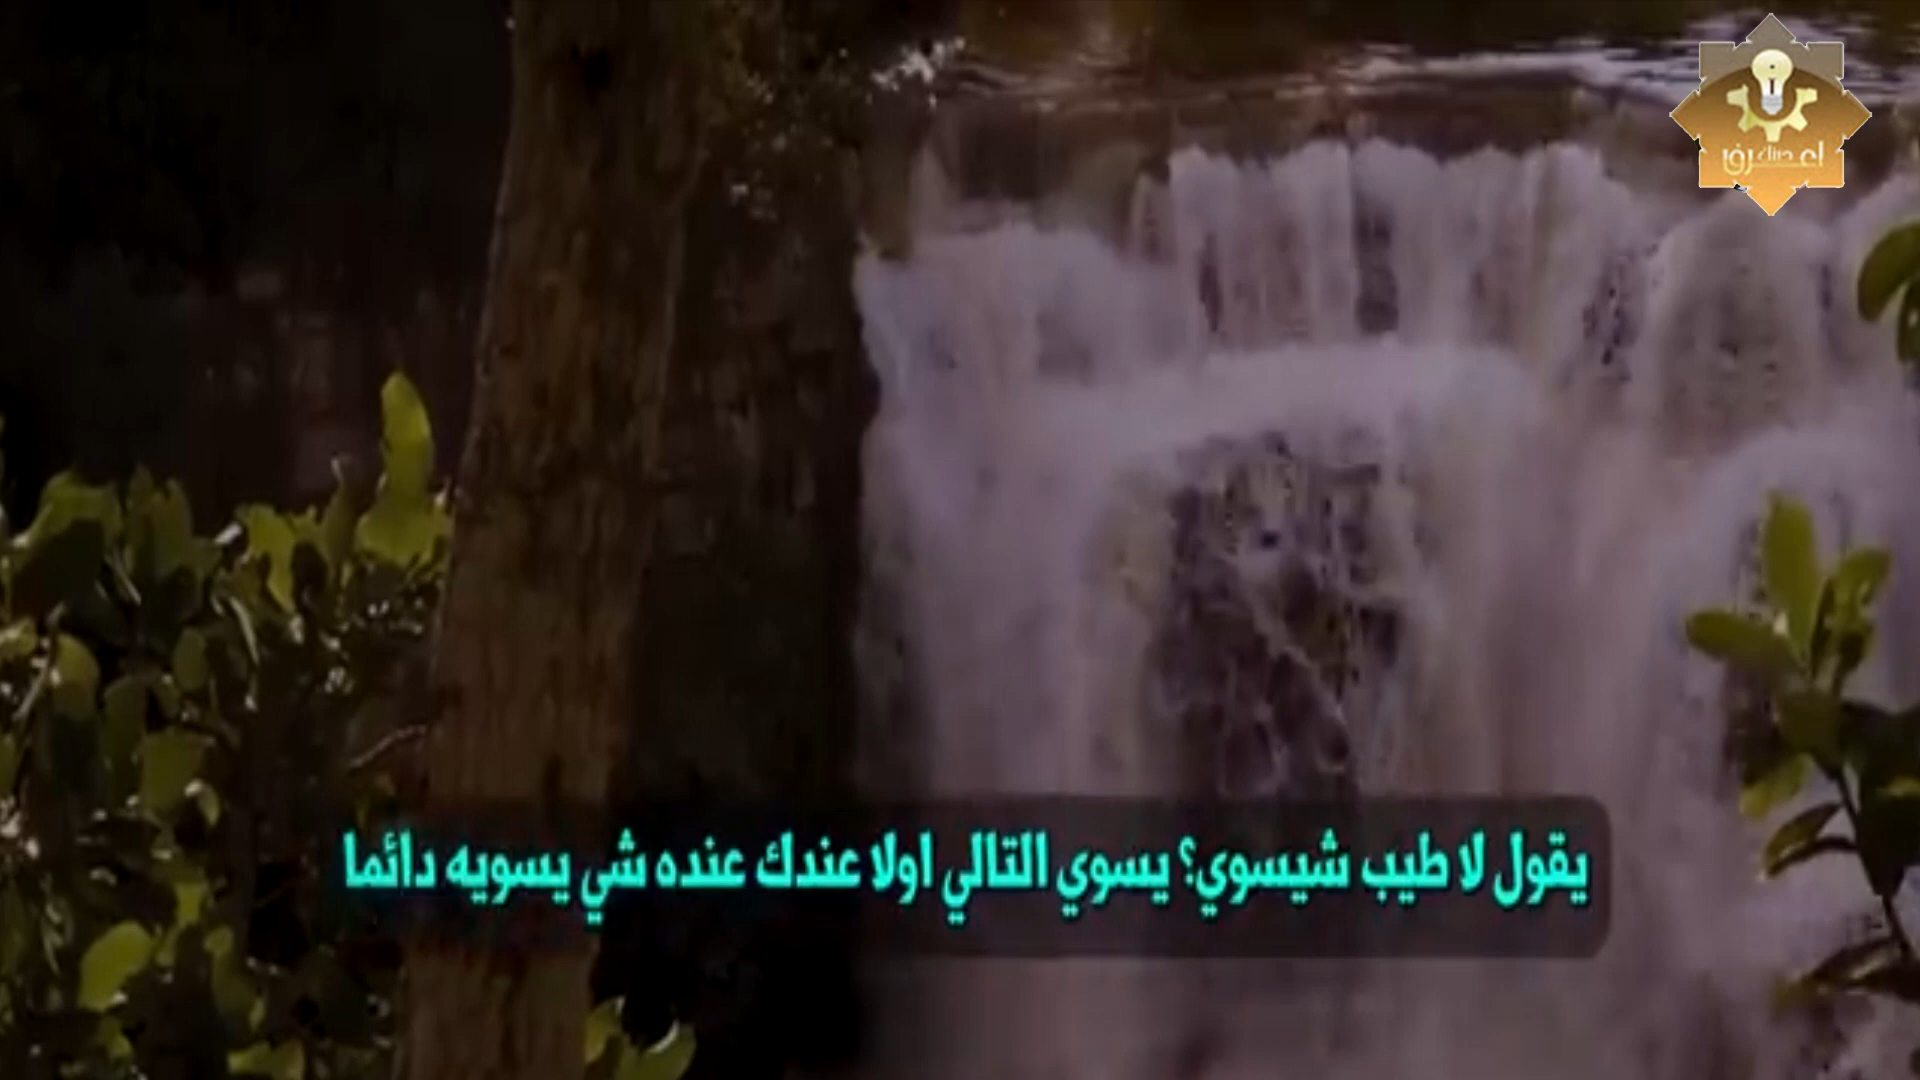 يقول لا طيب شيسوي؟ يسوي التالي اولا عندك عنده شي يسويه دائما